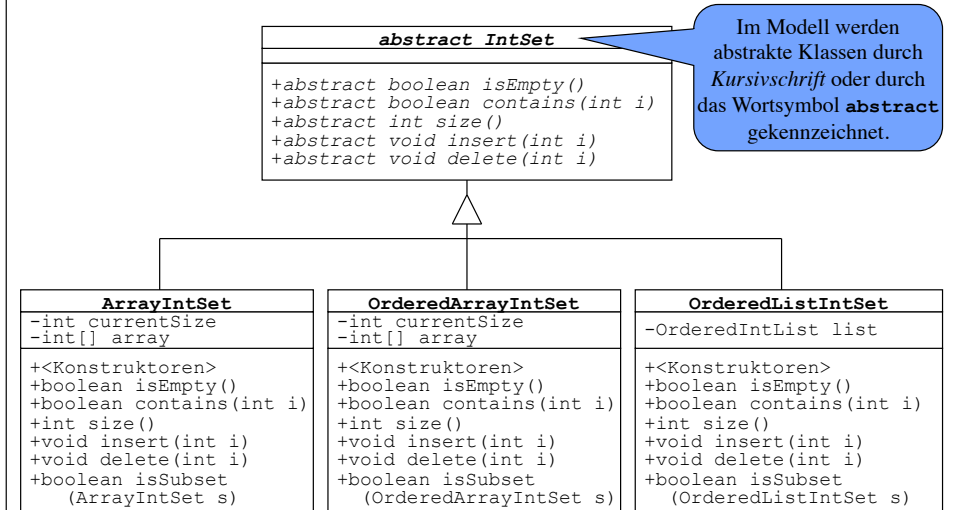 abstract IntSet
+abstract boolean isEmpty()
+abstract boolean contains(int i)
+abstract int size()
+abstract void insert(int i)
+abstract void delete(int i)
Im Modell werden
abstrakte Klassen durch
Kursivschrift oder durch
das Wortsymbol abstract
gekennzeichnet.
ArrayIntSet
-int currentSize
-int[] array
+<Konstruktoren>
+boolean isEmpty()
+boolean contains(int i)
+int size()
+void insert(int i)
+void delete(int i)
+boolean isSubset
(ArrayIntSet s)
OrderedArrayIntSet
-int currentSize
-int[] array
+<Konstruktoren>
+boolean isEmpty()
+boolean contains(int i)
+int size()
+void insert(int i)
+void delete(int i)
+boolean isSubset
(OrderedArrayIntSet s)
OrderedListIntSet
-OrderedIntList list
+<Konstruktoren>
+boolean isEmpty()
+boolean contains(int i)
+int size()
+void insert(int i)
+void delete(int i)
+boolean isSubset
(OrderedListIntSet s)